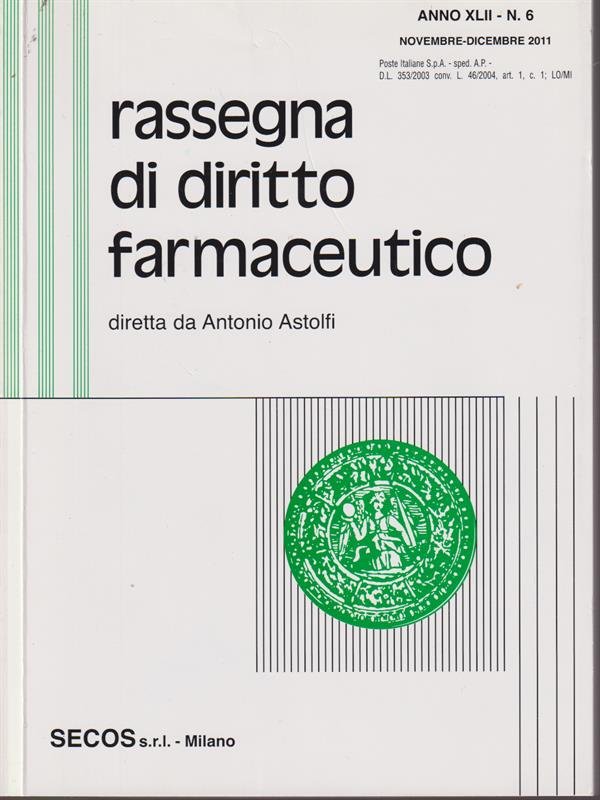 ANNO XLII - N. 6
NOVEMBRE-DICEMBRE 2011
Poste Italiane S.p.A. - sped. A.P. -
D.L. 353/2003 conv. L. 46/2004, art. 1, c. 1; LO/MI
rassegna
di diritto
farmaceutico
diretta da Antonio Astolfi
SECOS s.r.l. - Milano